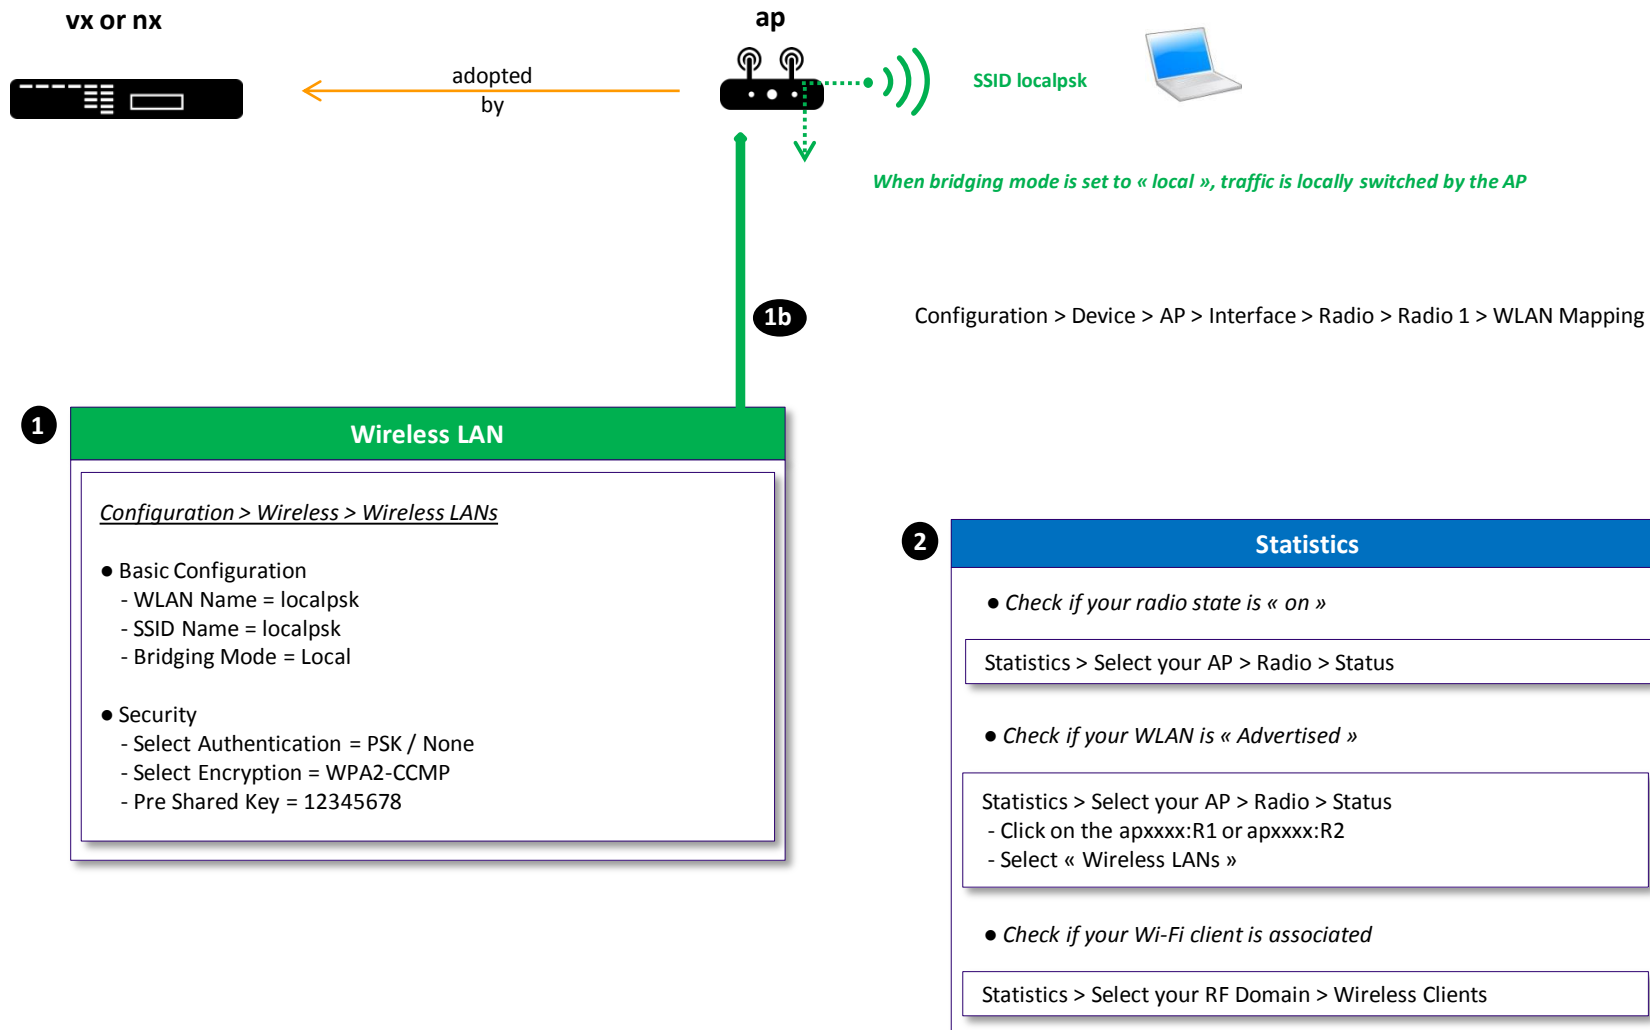 vx or nx
ap
adopted
by
SSID localpsk
When bridging mode is set to « local », traffic is locally switched by the AP
1b
Configuration > Device > AP > Interface > Radio > Radio 1 > WLAN Mapping
1
Wireless LAN
Configuration > Wireless > Wireless LANs
● Basic Configuration
- WLAN Name = localpsk
- SSID Name = localpsk
- Bridging Mode = Local
● Security
- Select Authentication = PSK / None
- Select Encryption = WPA2-CCMP
- Pre Shared Key = 12345678
2
Statistics
● Check if your radio state is « on »
Statistics > Select your AP > Radio > Status
● Check if your WLAN is « Advertised »
Statistics > Select your AP > Radio > Status
- Click on the apxxxx:R1 or apxxxx:R2
- Select « Wireless LANs »
● Check if your Wi-Fi client is associated
Statistics > Select your RF Domain > Wireless Clients